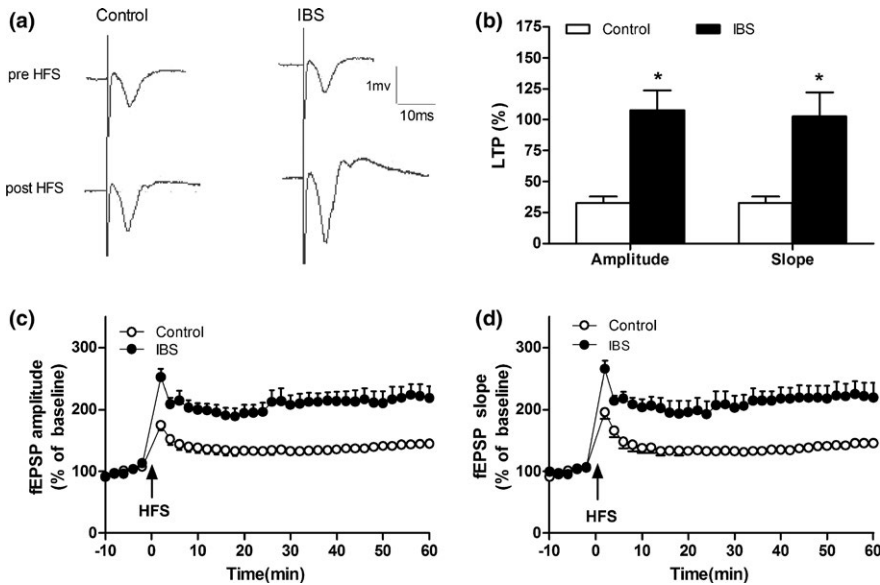 (a)
Control
IBS
pre HFS
post HFS
1mv
10ms
(b)
Control
IBS
LTP (%)
175
150
125
100
75
50
25
0
*
*
Amplitude
Slope
(c)
Control
IBS
fEPSP amplitude
(% of baseline)
300
200
100
0
HFS
-10 0 10 20 30 40 50 60
Time(min)
(d)
Control
IBS
fEPSP slope
(% of baseline)
300
200
100
0
HFS
-10 0 10 20 30 40 50 60
Time(min)